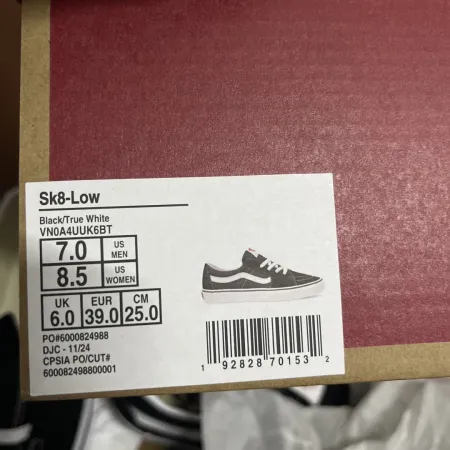 Sk8-Low
Black/True White
VN0A4UUK6BT
7.0 US MEN
8.5 US WOMEN
UK EUR CM
6.0 39.0 25.0
PO#6000824988
DJC - 11/24
CPSIA PO/CUT#
600082498800001
1 92828 70153 2